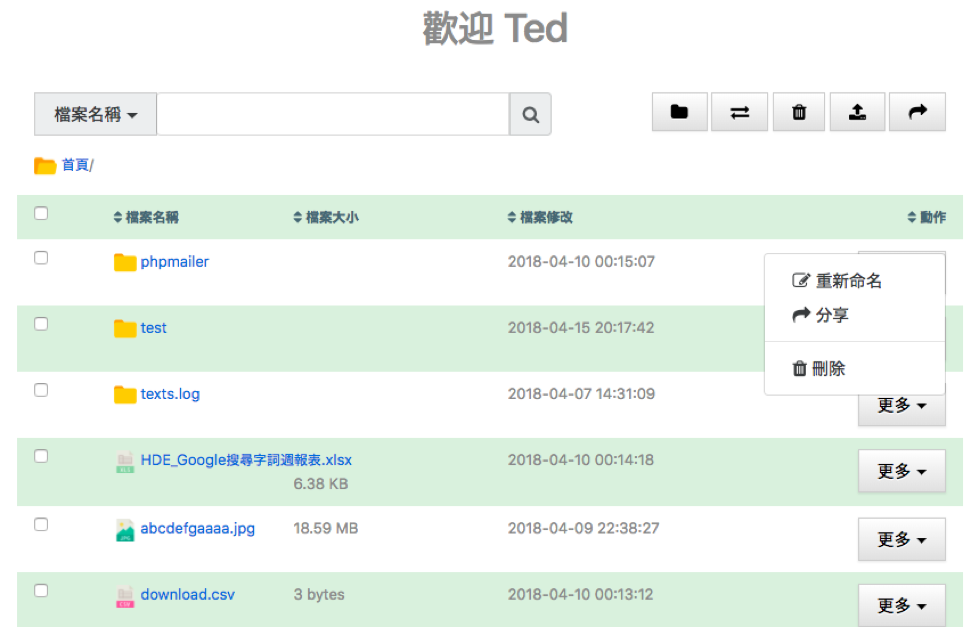 歡迎 Ted
檔案名稱
首頁/
檔案名稱 檔案大小 檔案修改 動作
phpmailer 2018-04-10 00:15:07
重新命名
分享
test 2018-04-15 20:17:42
刪除
texts.log 2018-04-07 14:31:09 更多
HDE_Google搜尋字詞週報表.xlsx 6.38 KB 2018-04-10 00:14:18 更多
abcdefgaaaa.jpg 18.59 MB 2018-04-09 22:38:27 更多
download.csv 3 bytes 2018-04-10 00:13:12 更多